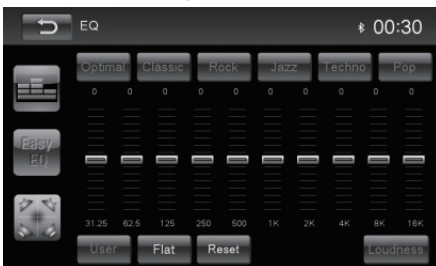 EQ 00:30
Optimal Classic Rock Jazz Techno Pop
0 0 0 0 0 0 0 0 0 0
Easy
EQ
31.25 62.5 125 250 500 1K 2K 4K 8K 16K
User Flat Reset Loudness